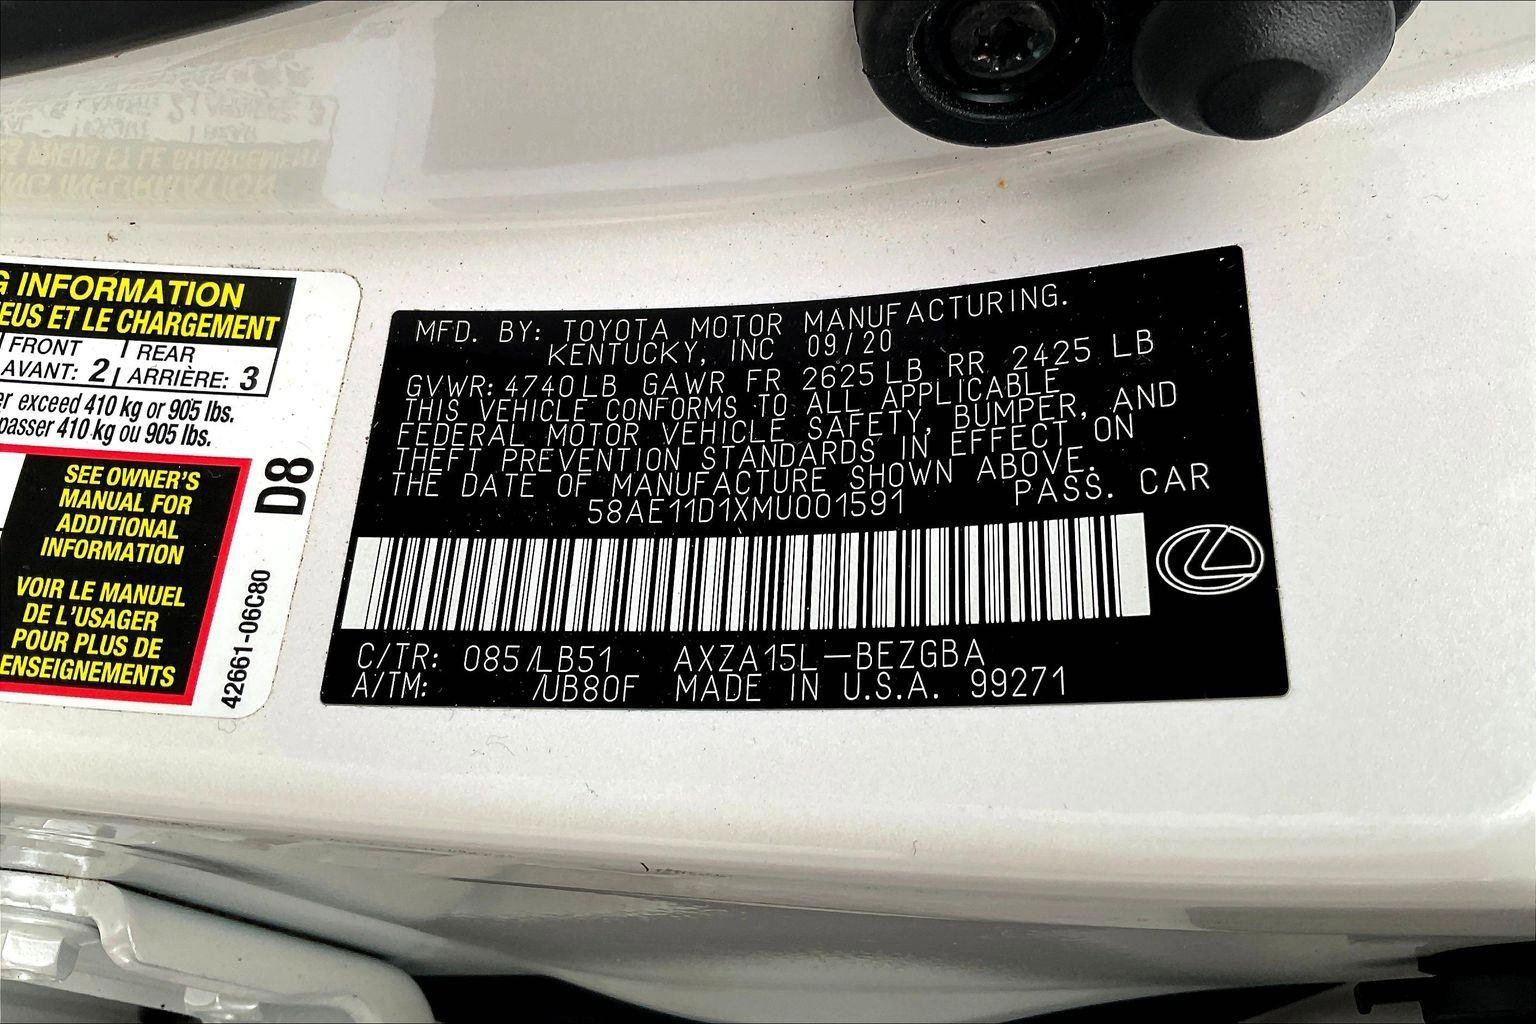 G INFORMATION
EUS ET LE CHARGEMENT
FRONT REAR
AVANT: 2 ARRIÈRE: 3
er exceed 410 kg or 905 lbs.
passer 410 kg ou 905 lbs.
SEE OWNER'S
MANUAL FOR
ADDITIONAL
INFORMATION
VOIR LE MANUEL
DE L'USAGER
POUR PLUS DE
ENSEIGNEMENTS
D8
42661-06C80
MFD. BY: TOYOTA MOTOR MANUFACTURING.
KENTUCKY, INC 09/20
GVWR: 4740LB GAWR FR 2625LB RR 2425 LB
THIS VEHICLE CONFORMS TO ALL APPLICABLE
FEDERAL MOTOR VEHICLE SAFETY, BUMPER, AND
THEFT PREVENTION STANDARDS IN EFFECT ON
THE DATE OF MANUFACTURE SHOWN ABOVE.
58AE11D1XMU001591 PASS. CAR
C/TR: 085/LB51 AXZA15L-BEZGBA
A/TM: /UB80F MADE IN U.S.A. 99271